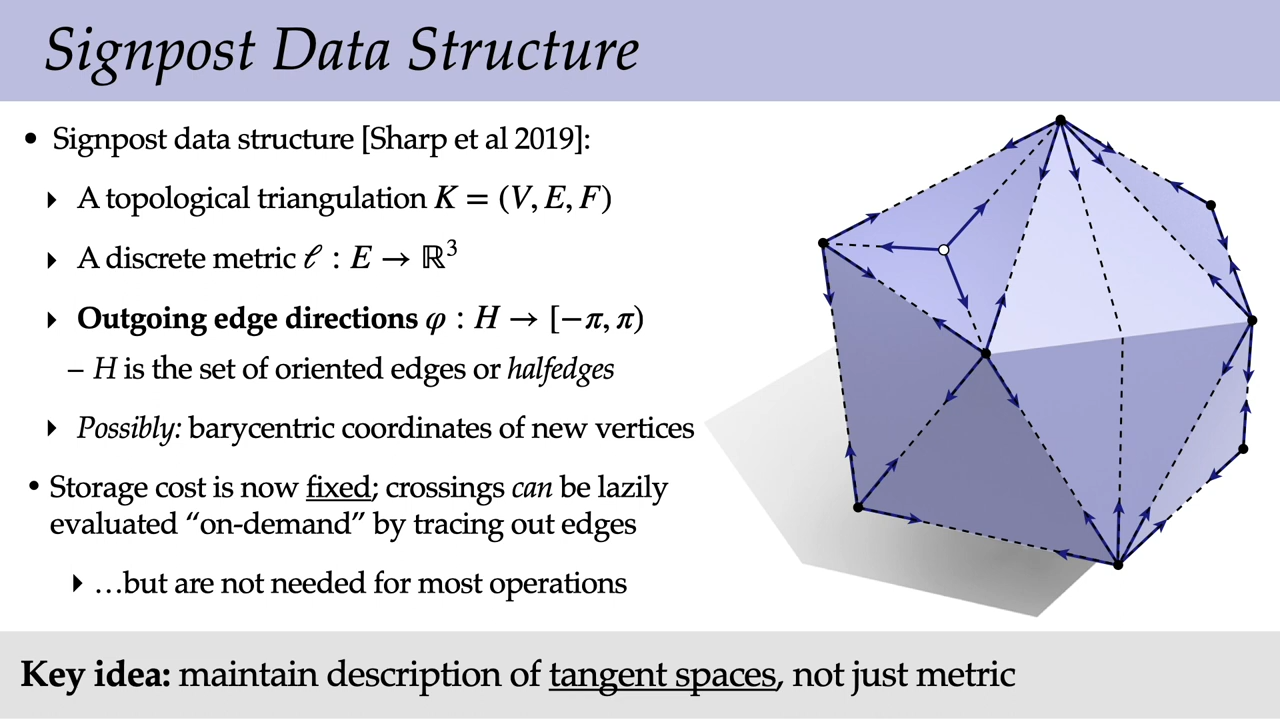 Signpost Data Structure
• Signpost data structure [Sharp et al 2019]:
‣ A topological triangulation K = (V, E, F)
‣ A discrete metric ℓ : E → ℝ³
‣ Outgoing edge directions φ : H → [−π, π)
– H is the set of oriented edges or halfedges
‣ Possibly: barycentric coordinates of new vertices
• Storage cost is now fixed; crossings can be lazily
evaluated “on-demand” by tracing out edges
‣ …but are not needed for most operations
Key idea: maintain description of tangent spaces, not just metric